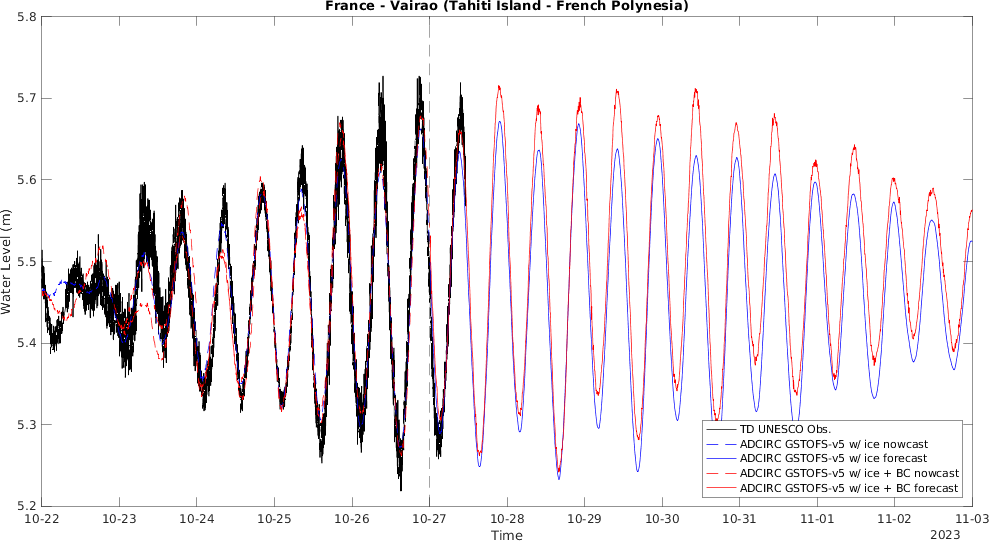 France - Vairao (Tahiti Island - French Polynesia)
5.8
5.7
5.6
5.5
5.4
5.3
5.2
Water Level (m)
TD UNESCO Obs.
ADCIRC GSTOFS-v5 w/ ice nowcast
ADCIRC GSTOFS-v5 w/ ice forecast
ADCIRC GSTOFS-v5 w/ ice + BC nowcast
ADCIRC GSTOFS-v5 w/ ice + BC forecast
10-22 10-23 10-24 10-25 10-26 10-27 10-28 10-29 10-30 10-31 11-01 11-02 11-03
Time
2023